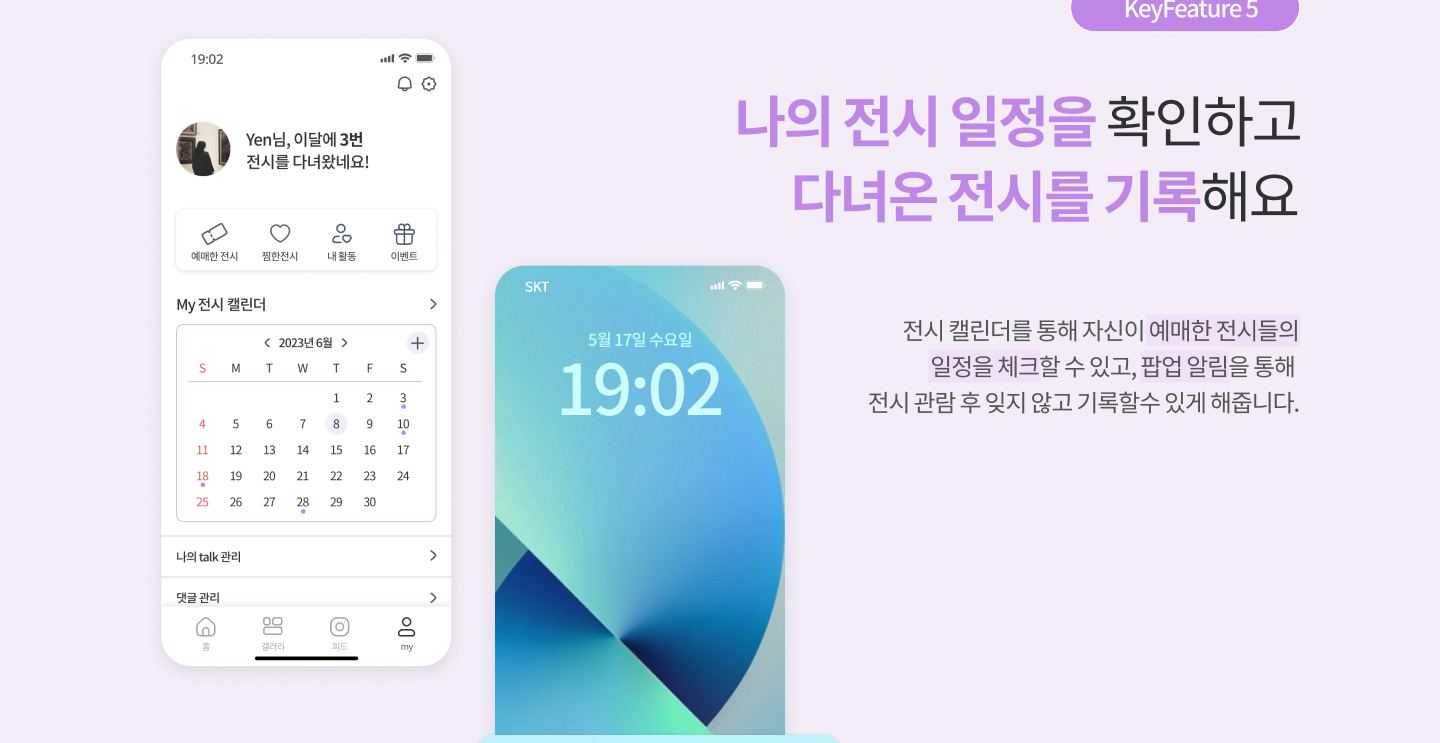 KeyFeature 5
나의 전시 일정을 확인하고
다녀온 전시를 기록해요
전시 캘린더를 통해 자신이 예매한 전시들의
일정을 체크할 수 있고, 팝업 알림을 통해
전시 관람 후 잊지 않고 기록할수 있게 해줍니다.
19:02
Yen님, 이달에 3번
전시를 다녀왔네요!
예매한 전시 찜한전시 내 활동 이벤트
My 전시 캘린더
2023년 6월
S M T W T F S
1 2 3
4 5 6 7 8 9 10
11 12 13 14 15 16 17
18 19 20 21 22 23 24
25 26 27 28 29 30
나의 talk 관리
댓글 관리
홈 갤러리 피드 my
SKT
5월 17일 수요일
19:02